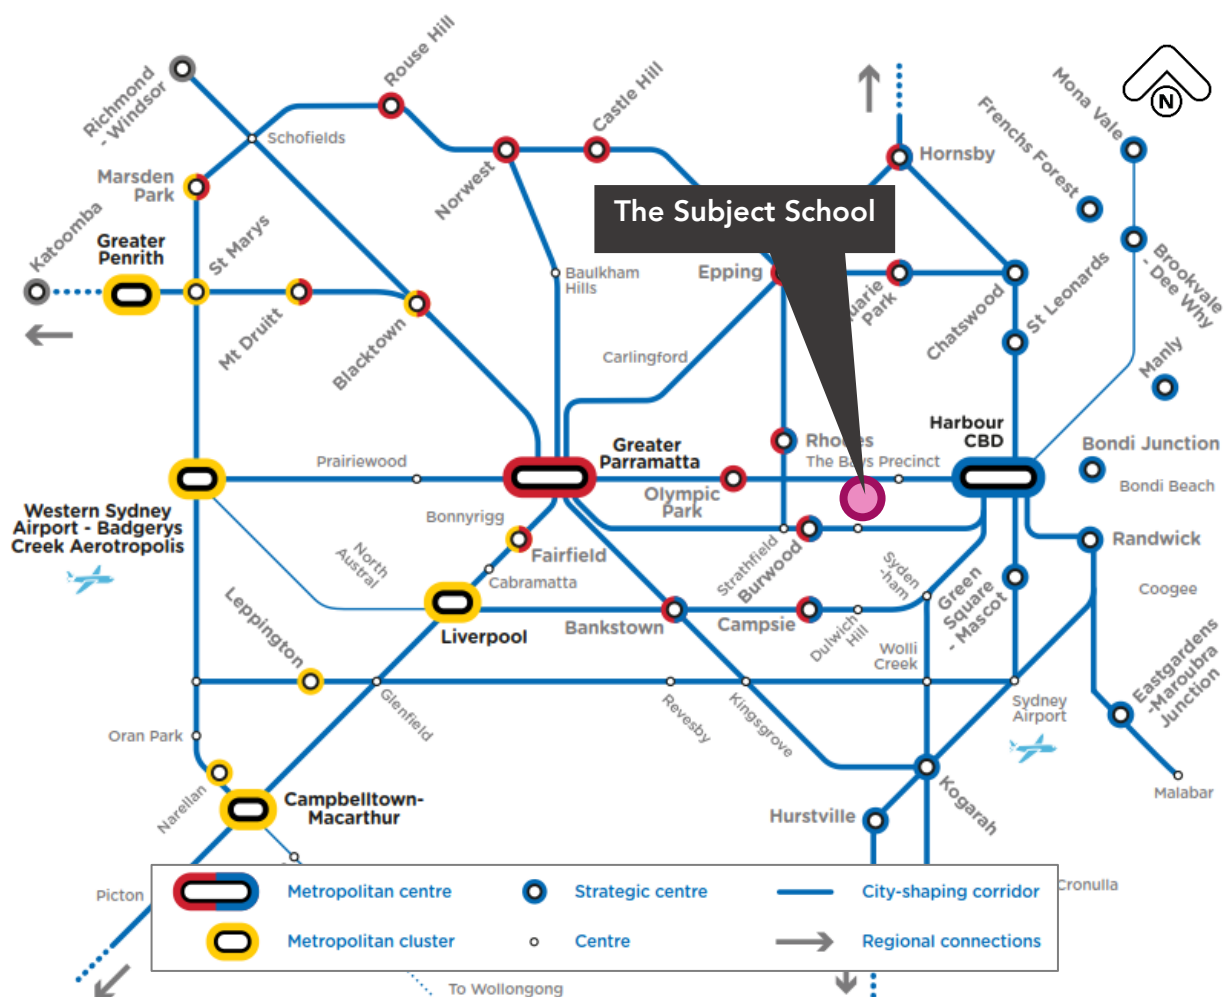 Rouse Hill
Richmond
- Windsor
Castle Hill
N
Mona Vale
Frenchs Forest
Schofields
Hornsby
Norwest
Marsden
Park
Katoomba
The Subject School
St Marys
Greater
Penrith
Epping
Baulkham
Hills
quarie
Park
Chatswood
St Leonards
Brookvale
- Dee Why
Mt Druitt
Blacktown
Carlingford
Manly
Harbour
CBD
Greater
Parramatta
Rhodes
The Bays Precinct
Bondi Junction
Prairiewood
Olympic
Park
Bondi Beach
Western Sydney
Airport - Badgerys
Creek Aerotropolis
Bonnyrigg
Fairfield
North
Austral
Cabramatta
Strathfield
Burwood
Syden
-ham
Randwick
Green
Square
- Mascot
Coogee
Leppington
Liverpool
Bankstown
Campsie
Dulwich
Hill
Wolli
Creek
Eastgardens
-Maroubra
Junction
Glenfield
Revesby
Kingsgrove
Sydney
Airport
Oran Park
Narellan
Campbelltown-
Macarthur
Hurstville
Kogarah
Malabar
Picton
Cronulla
Metropolitan centre
Strategic centre
City-shaping corridor
Metropolitan cluster
Centre
Regional connections
To Wollongong